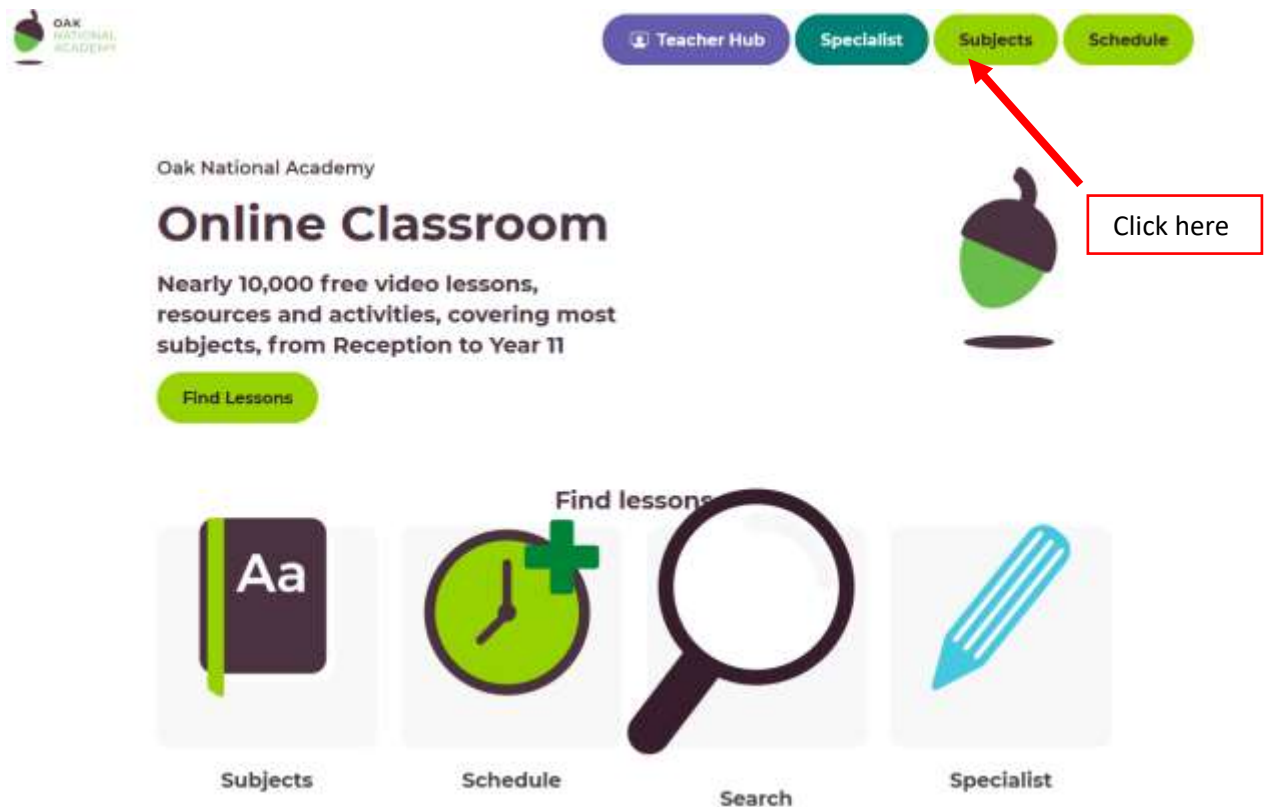 OAK
NATIONAL
ACADEMY
Teacher Hub
Specialist
Subjects
Schedule
Oak National Academy
Online Classroom
Click here
Nearly 10,000 free video lessons,
resources and activities, covering most
subjects, from Reception to Year 11
Find Lessons
Find lessons
Aa
Subjects
Schedule
Search
Specialist